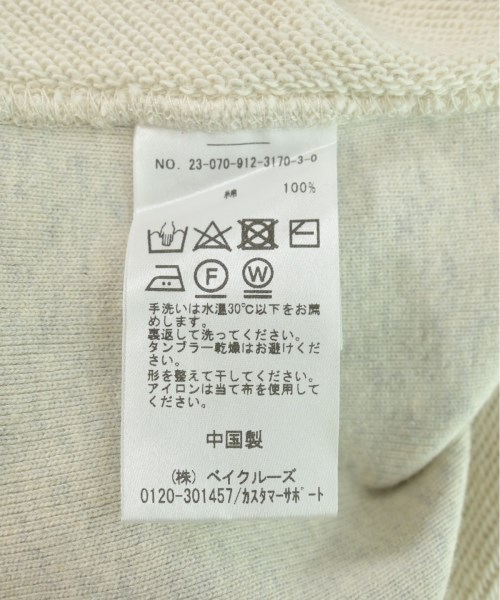 NO. 23-070-912-3170-3-0
綿 100%
F W
手洗いは水温30℃以下をお薦
めします。
裏返して洗ってください。
タンブラー乾燥はお避けくだ
さい。
形を整えて干してください。
アイロンは当て布を使用して
ください。
中国製
(株) ベイクルーズ
0120-301457/ｶｽﾀﾏｰｻﾎﾟｰﾄ